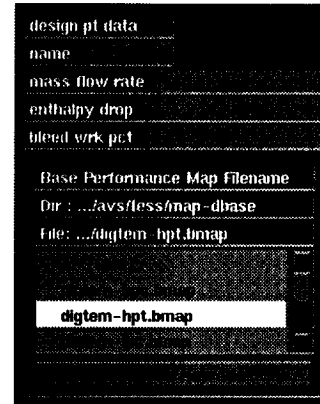 design pt data
name
mass flow rate
enthalpy drop
bleed wrk pct
Base Performance Map Filename
Dir : .../avs/tess/map-dbase
File: .../digtem-hpt.bmap
digtem-hpt.bmap